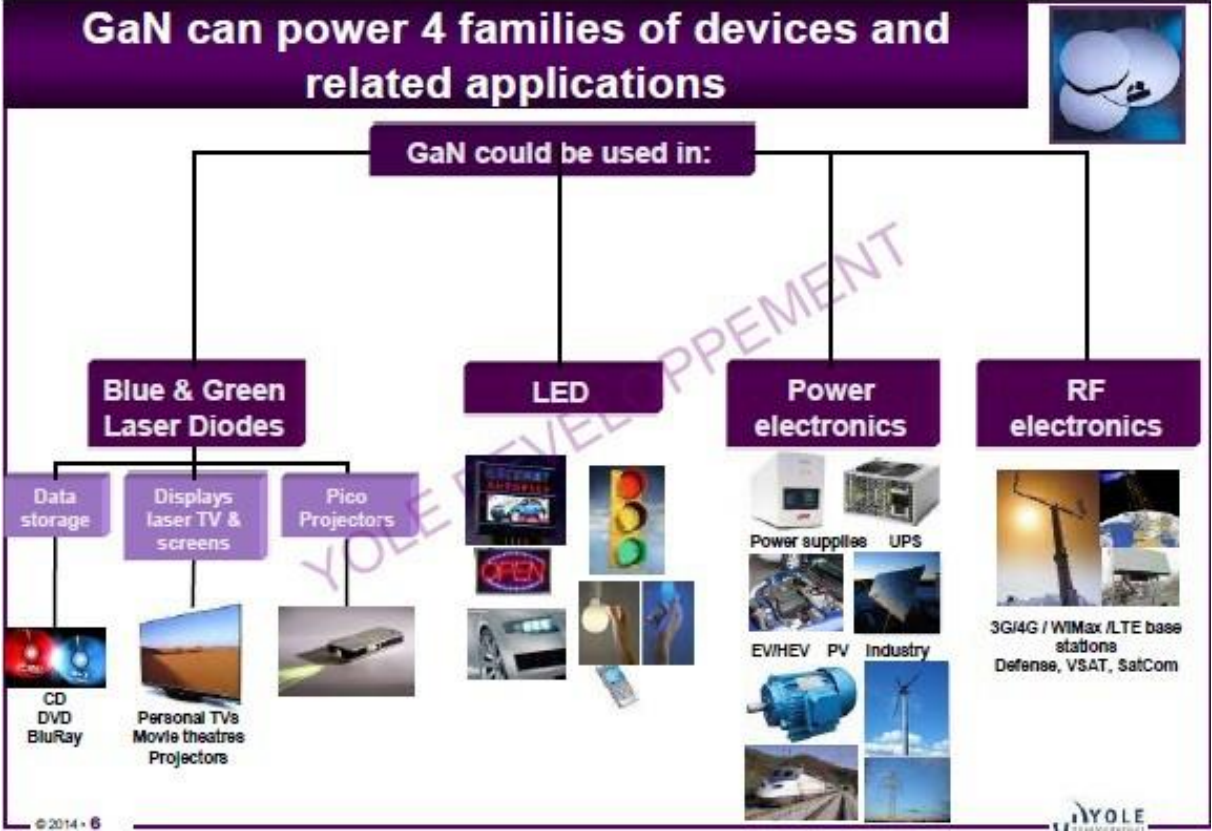 GaN can power 4 families of devices and
related applications
GaN could be used in:
Blue & Green
Laser Diodes
LED
Power
electronics
RF
electronics
Data
storage
Displays
laser TV &
screens
Pico
Projectors
CD
DVD
BluRay
Personal TVs
Movie theatres
Projectors
OPEN
Power supplies UPS
EV/HEV PV Industry
3G/4G / WiMax /LTE base
stations
Defense, VSAT, SatCom
YOLE DEVELOPPEMENT
© 2014 • 6
YOLE